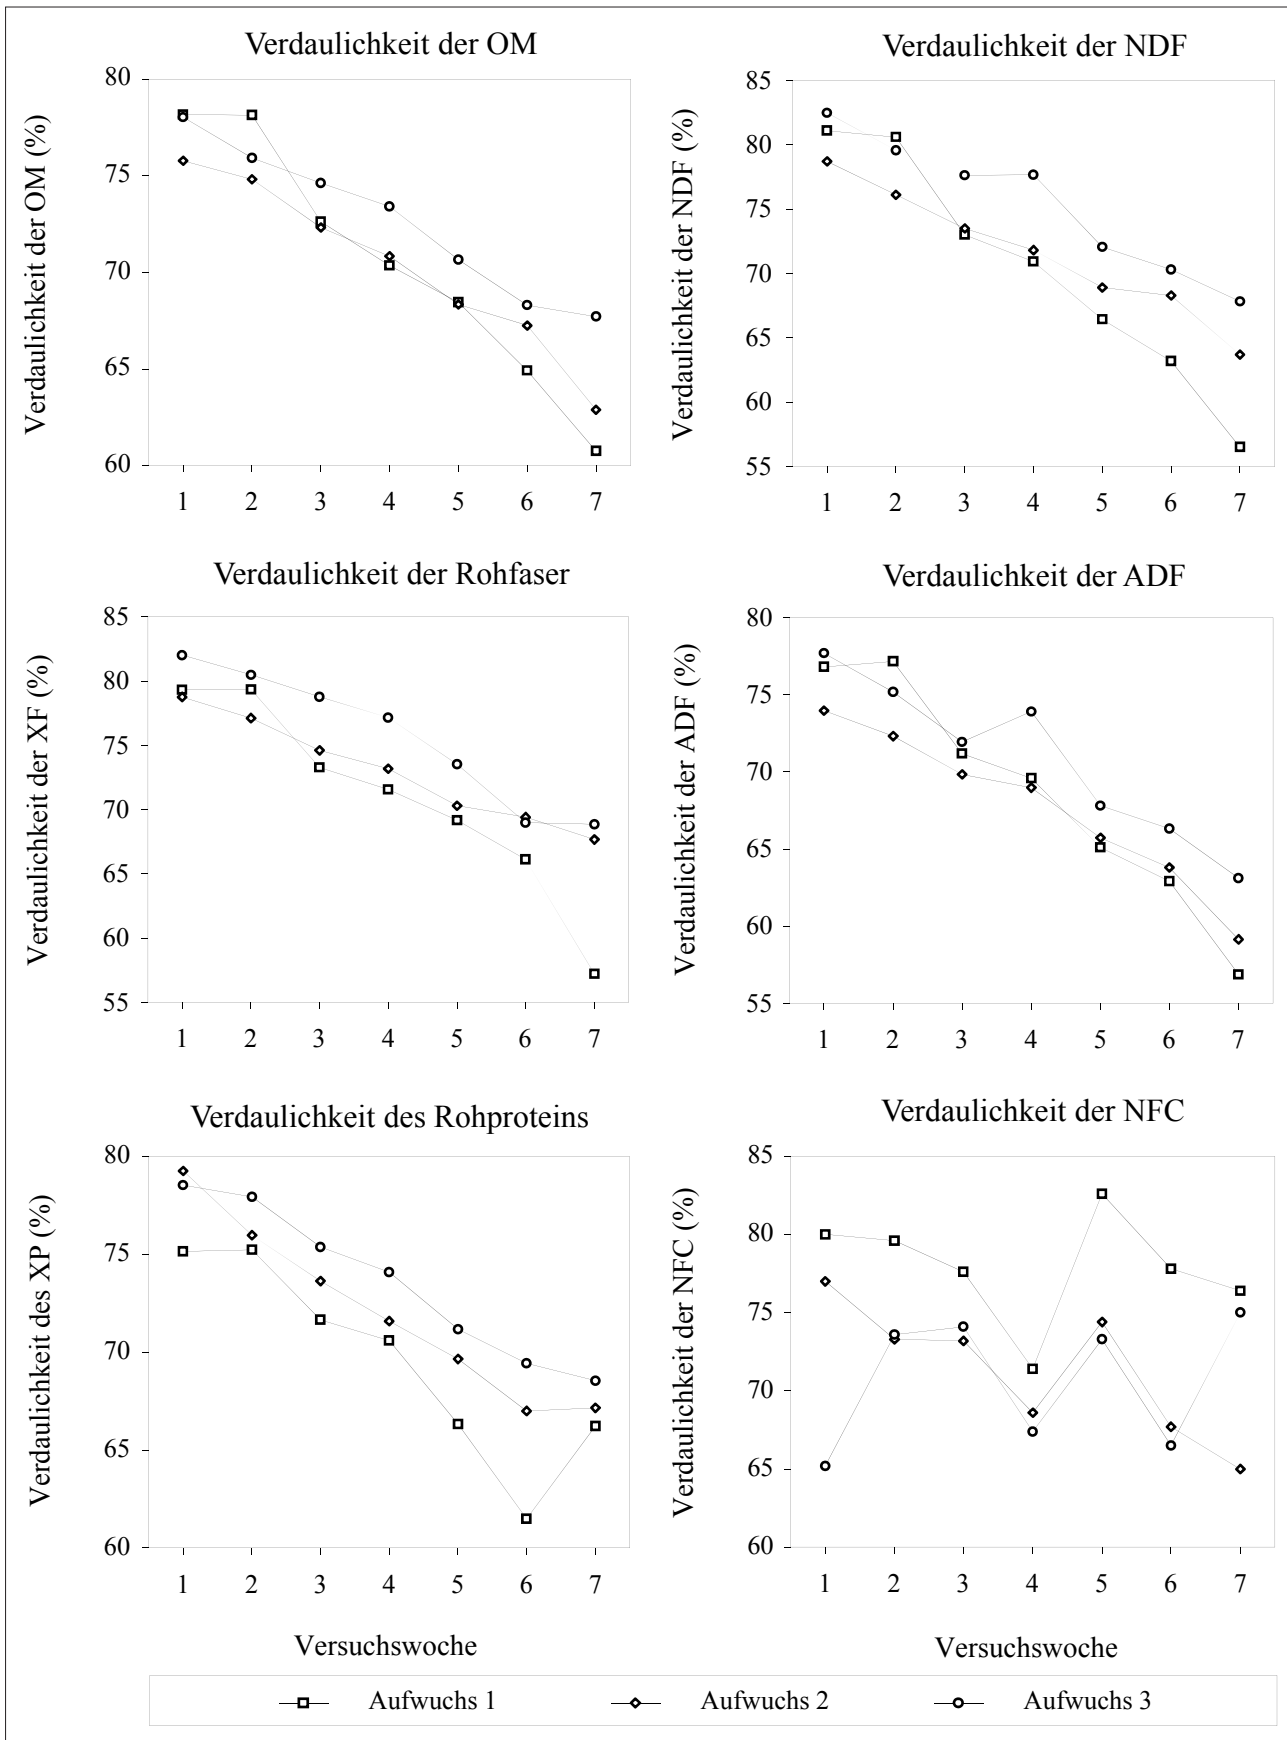 Verdaulichkeit der OM
Verdaulichkeit der OM (%)
80
75
70
65
60
1 2 3 4 5 6 7
Verdaulichkeit der NDF
Verdaulichkeit der NDF (%)
85
80
75
70
65
60
55
1 2 3 4 5 6 7
Verdaulichkeit der Rohfaser
Verdaulichkeit der XF (%)
85
80
75
70
65
60
55
1 2 3 4 5 6 7
Verdaulichkeit der ADF
Verdaulichkeit der ADF (%)
80
75
70
65
60
55
1 2 3 4 5 6 7
Verdaulichkeit des Rohproteins
Verdaulichkeit des XP (%)
80
75
70
65
60
1 2 3 4 5 6 7
Versuchswoche
Verdaulichkeit der NFC
Verdaulichkeit der NFC (%)
85
80
75
70
65
60
1 2 3 4 5 6 7
Versuchswoche
Aufwuchs 1 Aufwuchs 2 Aufwuchs 3